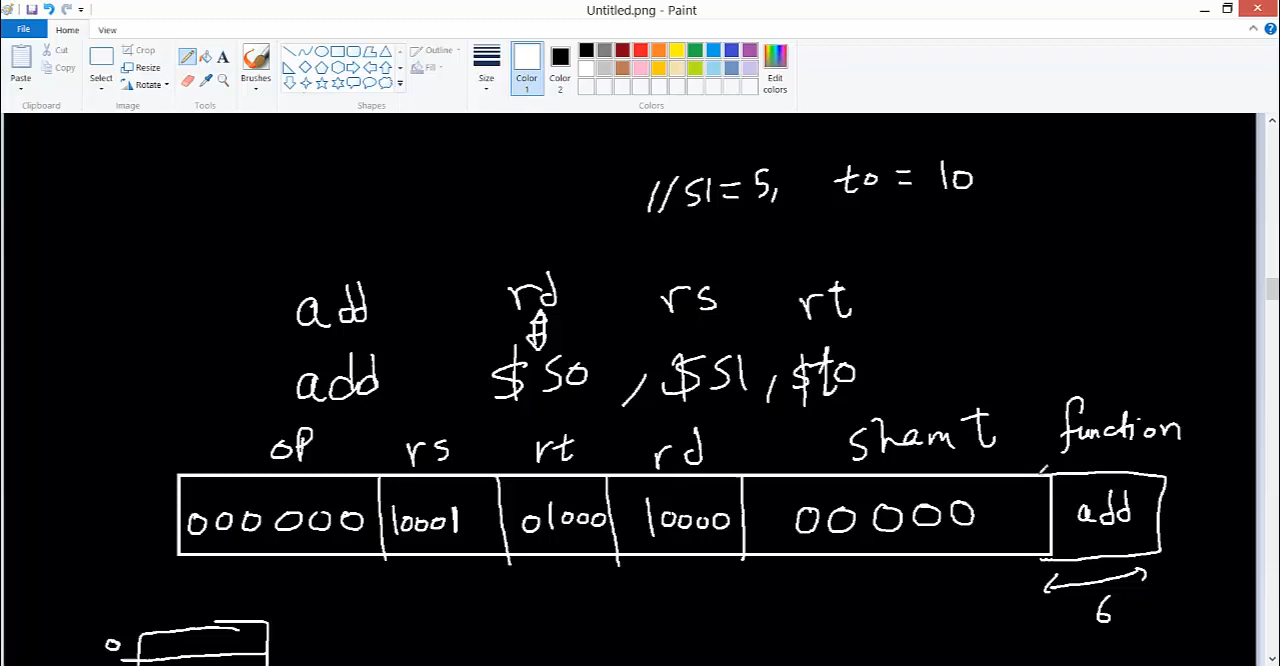 Untitled.png - Paint
File Home View
Paste Cut Copy Select Crop Resize Rotate Brushes Outline Fill Size Color 1 Color 2 Edit colors
Clipboard Image Tools Shapes Colors
//S1=5, t0 = 10
add rd rs rt
add $S0 , $S1 , $t0
op rs rt rd shamt function
000000 10001 01000 10000 00000 add
6
0